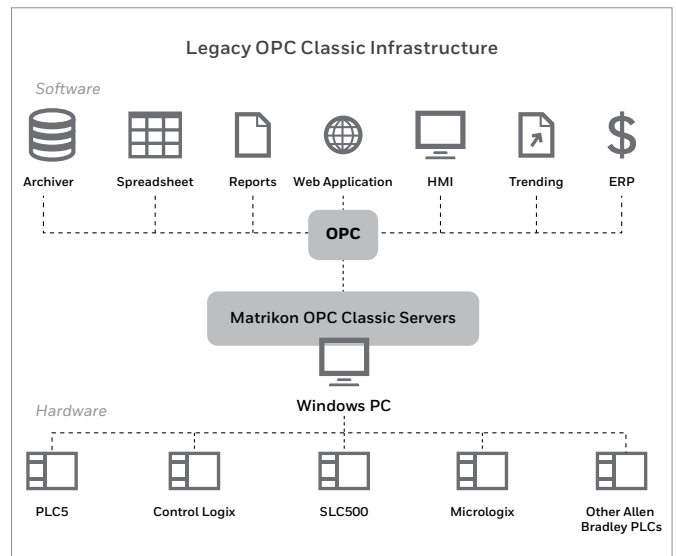 Legacy OPC Classic Infrastructure
Software
$
Archiver
Spreadsheet
Reports
Web Application
HMI
Trending
ERP
OPC
Matrikon OPC Classic Servers
Windows PC
Hardware
PLC5
Control Logix
SLC500
Micrologix
Other Allen
Bradley PLCs